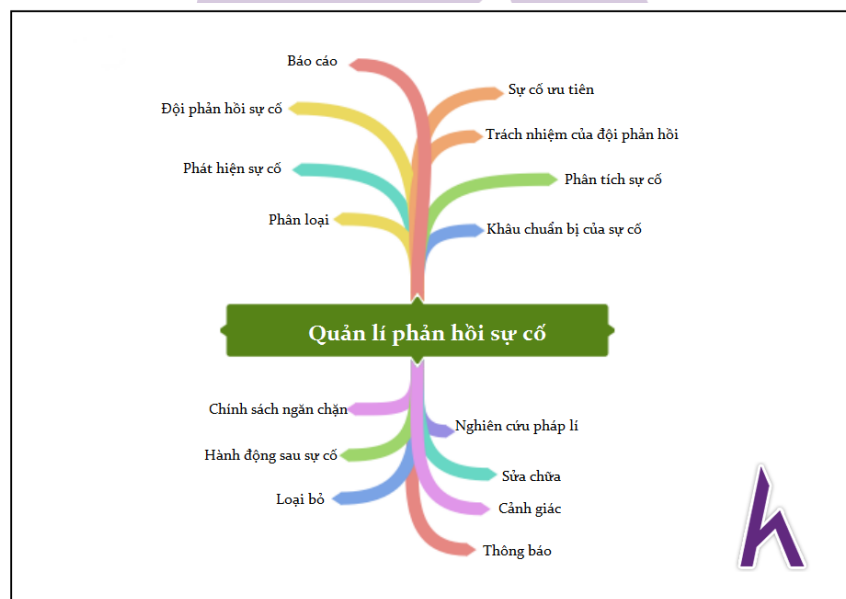 Báo cáo
Đội phản hồi sự cố
Phát hiện sự cố
Phân loại
Sự cố ưu tiên
Trách nhiệm của đội phản hồi
Phân tích sự cố
Khâu chuẩn bị của sự cố
Quản lí phản hồi sự cố
Chính sách ngăn chặn
Hành động sau sự cố
Loại bỏ
Nghiên cứu pháp lí
Sửa chữa
Cảnh giác
Thông báo